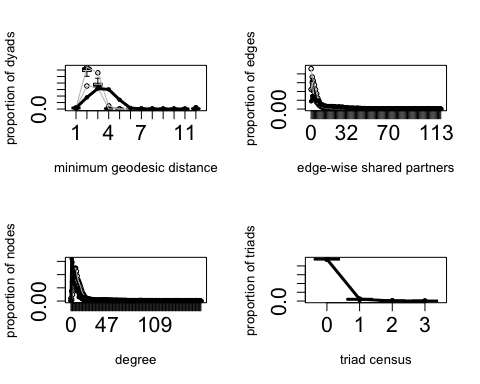 proportion of dyads
0.0
1 4 7 11
minimum geodesic distance
proportion of edges
0.00
0 32 70 113
edge-wise shared partners
proportion of nodes
0.00
0 47 109
degree
proportion of triads
0.0
0 1 2 3
triad census